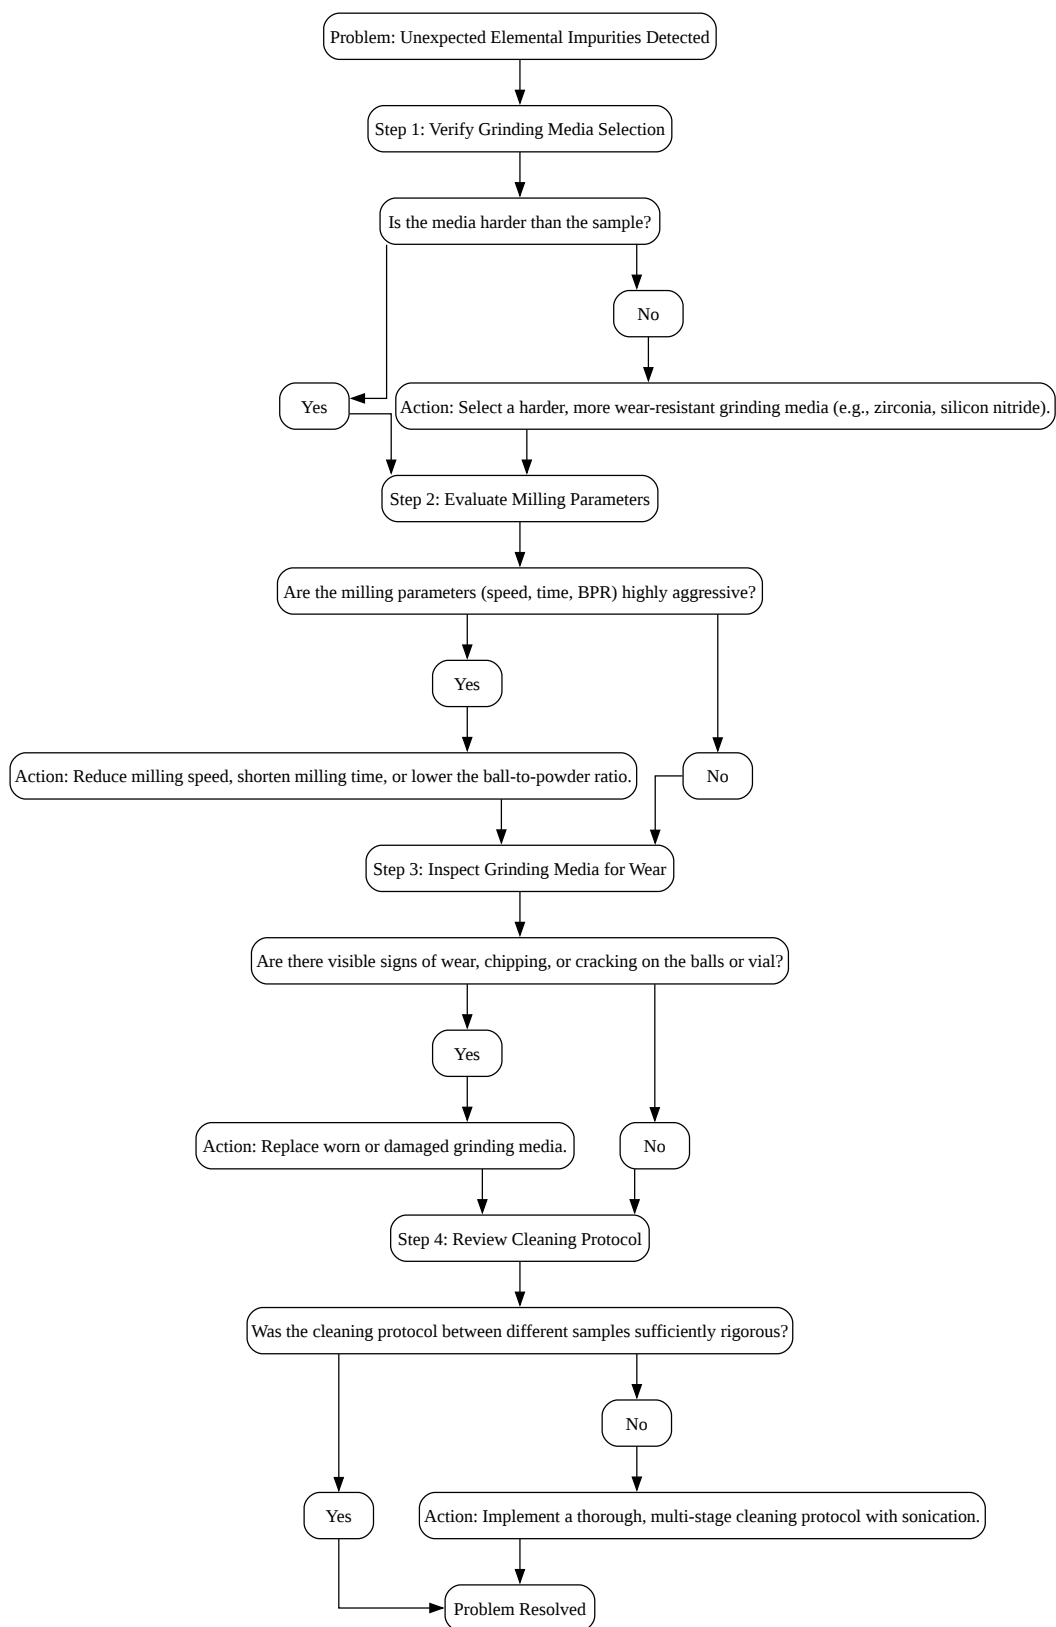 Problem: Unexpected Elemental Impurities Detected
Step 1: Verify Grinding Media Selection
Is the media harder than the sample?
No
Yes
Action: Select a harder, more wear-resistant grinding media (e.g., zirconia, silicon nitride).
Step 2: Evaluate Milling Parameters
Are the milling parameters (speed, time, BPR) highly aggressive?
Yes
Action: Reduce milling speed, shorten milling time, or lower the ball-to-powder ratio.
No
Step 3: Inspect Grinding Media for Wear
Are there visible signs of wear, chipping, or cracking on the balls or vial?
Yes
Action: Replace worn or damaged grinding media.
No
Step 4: Review Cleaning Protocol
Was the cleaning protocol between different samples sufficiently rigorous?
No
Yes
Action: Implement a thorough, multi-stage cleaning protocol with sonication.
Problem Resolved